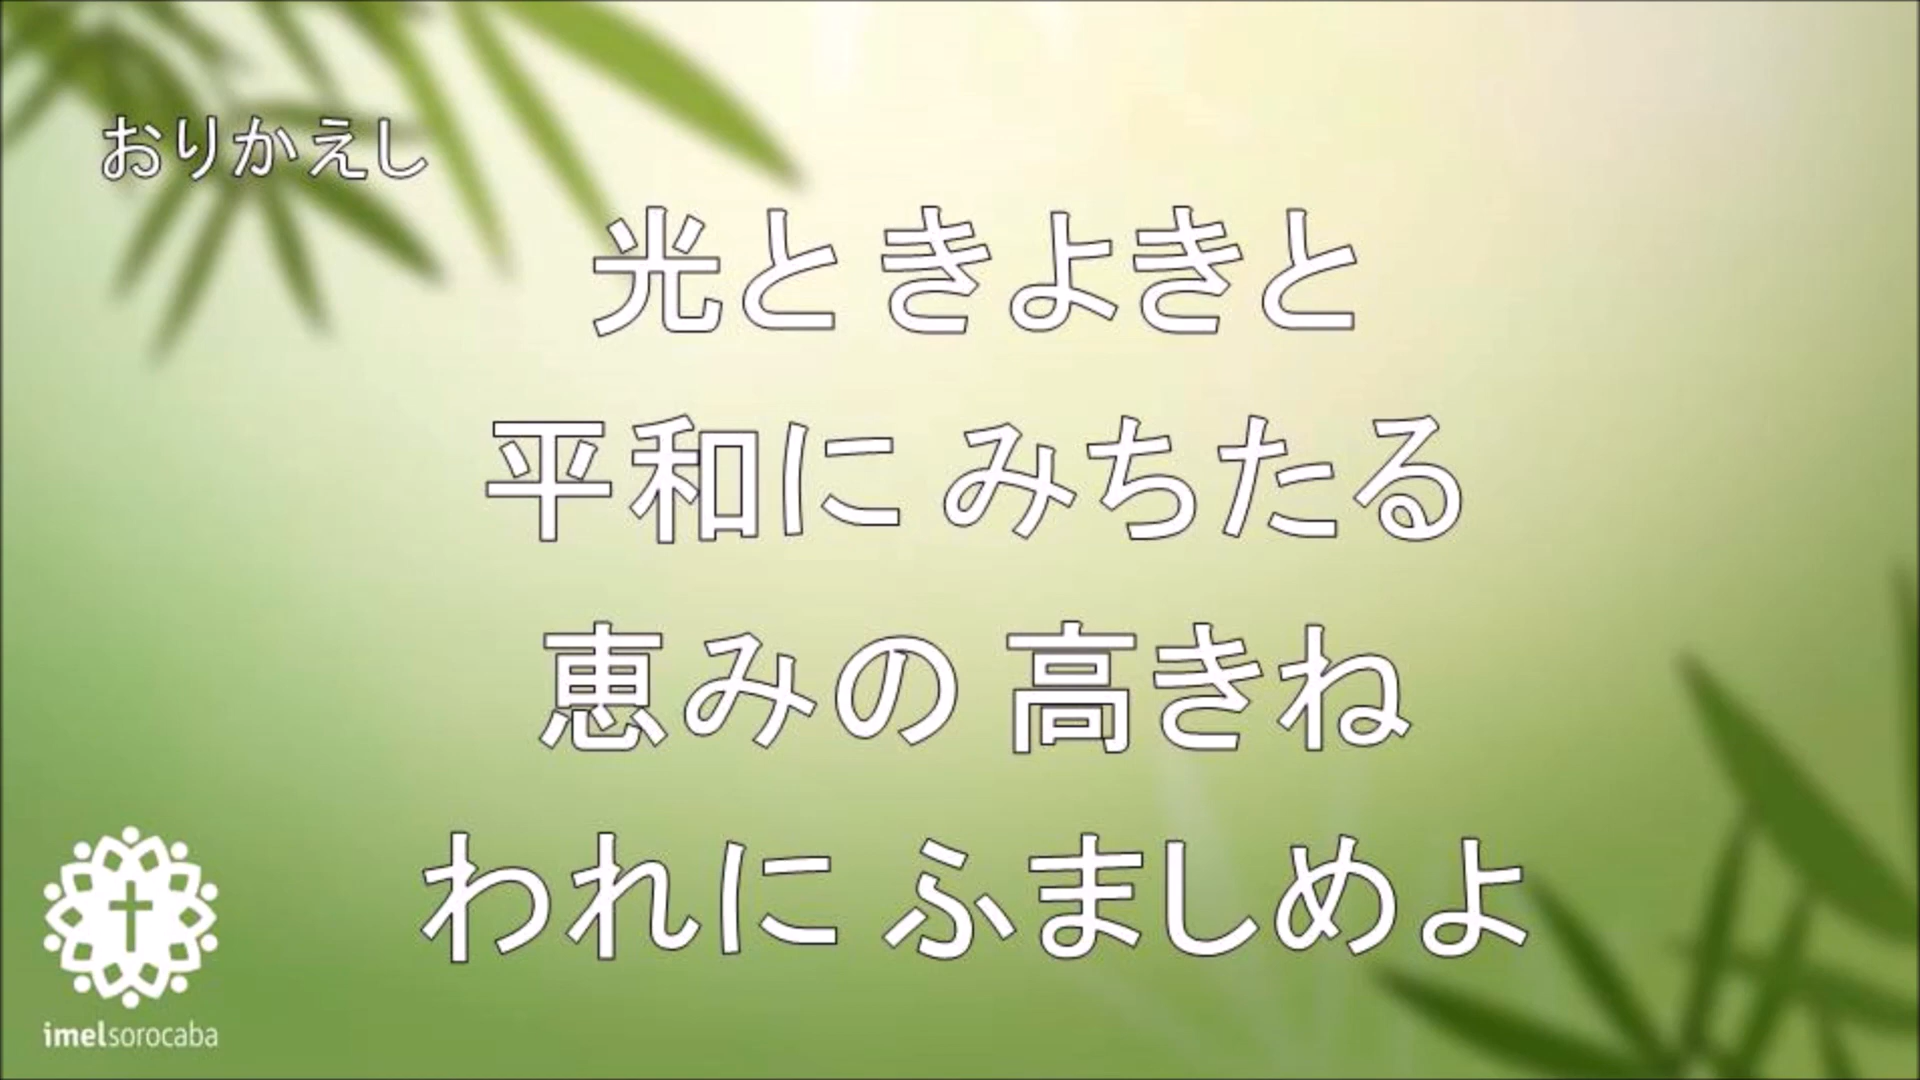 おりかえし
光と きよきと
平和に みちたる
恵みの 高きね
われに ふましめよ
imelsorocaba